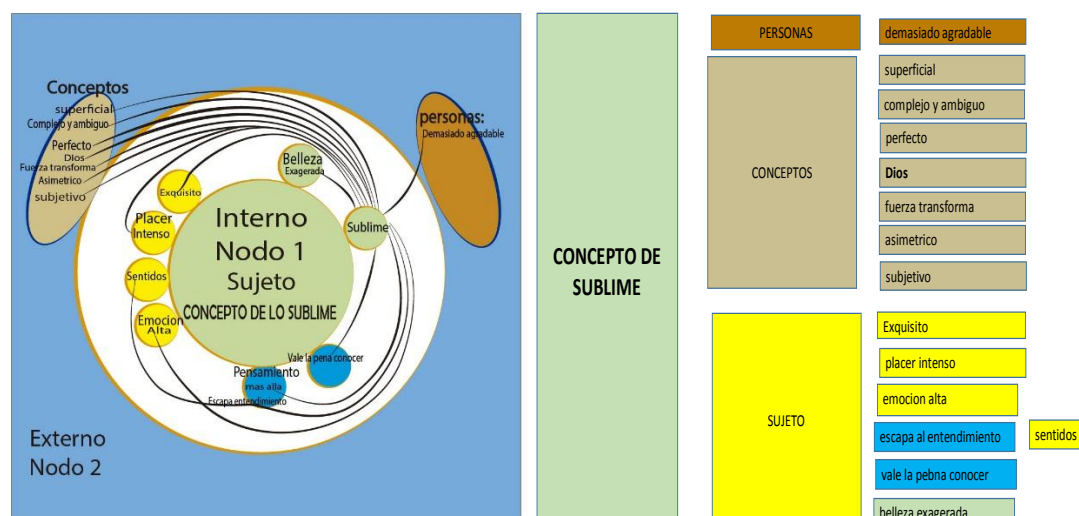 Conceptos
superficial
Complejo y ambiguo
Perfecto
Dios
Fuerza transforma
Asimetrico
subjetivo
personas:
Demasiado agradable
Belleza
Exagerada
Exquisito
Placer
Intenso
Sublime
Sentidos
Emocion
Alta
Interno
Nodo 1
Sujeto
CONCEPTO DE LO SUBLIME
Vale la pena conocer
Pensamiento
mas alla
Escapa entendimiento
Externo
Nodo 2
CONCEPTO DE
SUBLIME
PERSONAS
demasiado agradable
CONCEPTOS
superficial
complejo y ambiguo
perfecto
Dios
fuerza transforma
asimetrico
subjetivo
SUJETO
Exquisito
placer intenso
emocion alta
escapa al entendimiento
sentidos
vale la pebna conocer
belleza exagerada